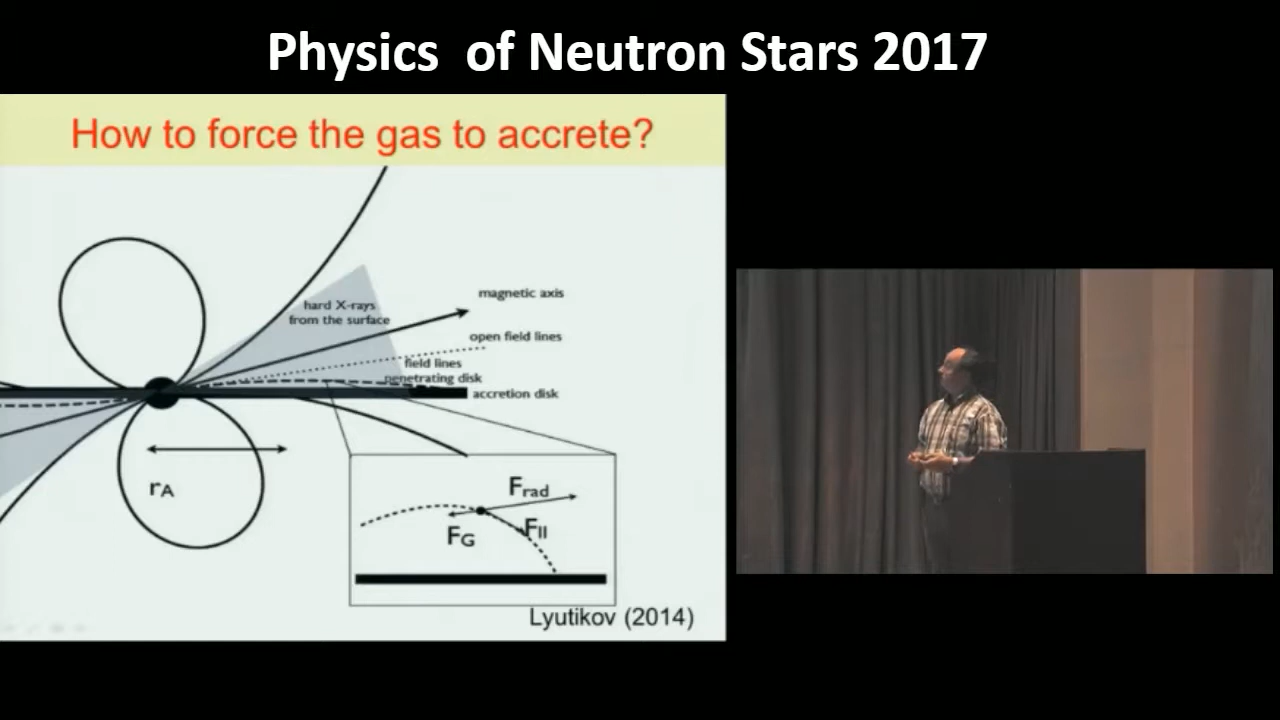 Physics of Neutron Stars 2017
How to force the gas to accrete?
magnetic axis
hard X-rays
from the surface
open field lines
field lines
penetrating disk
accretion disk
rA
Frad
FG
FII
Lyutikov (2014)